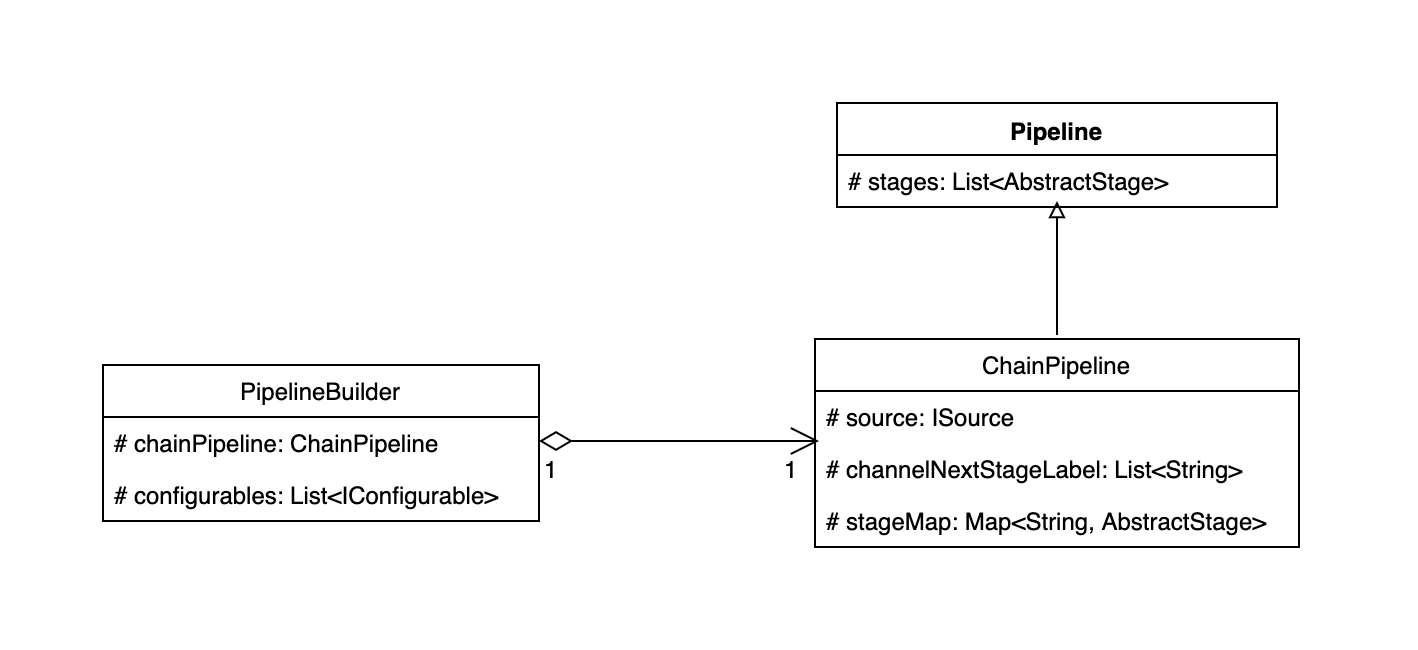 Pipeline
# stages: List<AbstractStage>
PipelineBuilder
# chainPipeline: ChainPipeline
# configurables: List<IConfigurable>
1
1
ChainPipeline
# source: ISource
# channelNextStageLabel: List<String>
# stageMap: Map<String, AbstractStage>